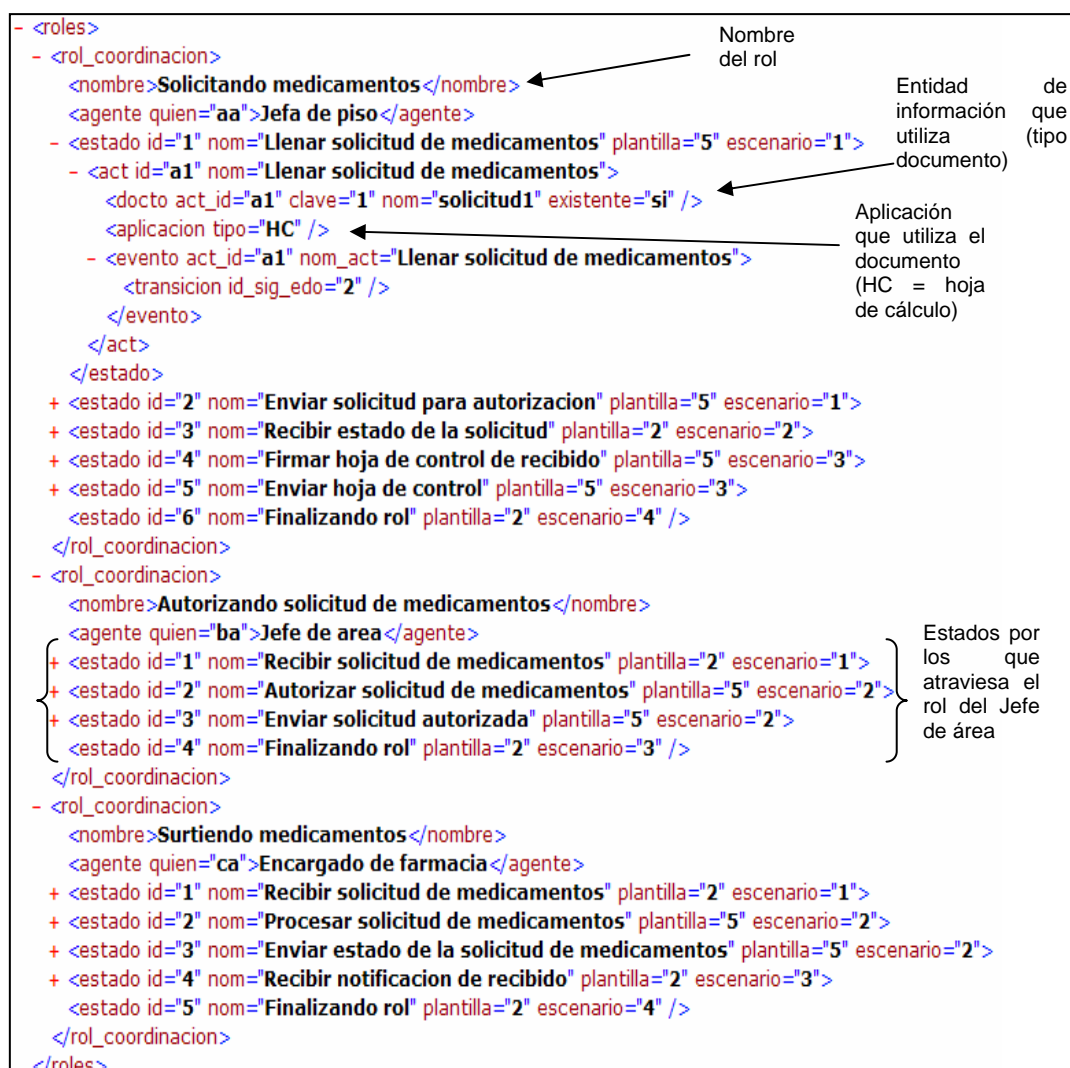 - <roles>
- <rol_coordinacion>
<nombre>Solicitando medicamentos</nombre>
<agente quien="aa">Jefa de piso</agente>
- <estado id="1" nom="Llenar solicitud de medicamentos" plantilla="5" escenario="1">
- <act id="a1" nom="Llenar solicitud de medicamentos">
<docto act_id="a1" clave="1" nom="solicitud1" existente="si" />
<aplicacion tipo="HC" />
- <evento act_id="a1" nom_act="Llenar solicitud de medicamentos">
<transicion id_sig_edo="2" />
</evento>
</act>
</estado>
+ <estado id="2" nom="Enviar solicitud para autorizacion" plantilla="5" escenario="1">
+ <estado id="3" nom="Recibir estado de la solicitud" plantilla="2" escenario="2">
+ <estado id="4" nom="Firmar hoja de control de recibido" plantilla="5" escenario="3">
+ <estado id="5" nom="Enviar hoja de control" plantilla="5" escenario="3">
<estado id="6" nom="Finalizando rol" plantilla="2" escenario="4" />
</rol_coordinacion>
- <rol_coordinacion>
<nombre>Autorizando solicitud de medicamentos</nombre>
<agente quien="ba">Jefe de area</agente>
+ <estado id="1" nom="Recibir solicitud de medicamentos" plantilla="2" escenario="1">
+ <estado id="2" nom="Autorizar solicitud de medicamentos" plantilla="5" escenario="2">
+ <estado id="3" nom="Enviar solicitud autorizada" plantilla="5" escenario="2">
<estado id="4" nom="Finalizando rol" plantilla="2" escenario="3" />
</rol_coordinacion>
- <rol_coordinacion>
<nombre>Surtiendo medicamentos</nombre>
<agente quien="ca">Encargado de farmacia</agente>
+ <estado id="1" nom="Recibir solicitud de medicamentos" plantilla="2" escenario="1">
+ <estado id="2" nom="Procesar solicitud de medicamentos" plantilla="5" escenario="2">
+ <estado id="3" nom="Enviar estado de la solicitud de medicamentos" plantilla="5" escenario="2">
+ <estado id="4" nom="Recibir notificacion de recibido" plantilla="2" escenario="3">
<estado id="5" nom="Finalizando rol" plantilla="2" escenario="4" />
</rol_coordinacion>
</roles>
Nombre
del rol
Entidad de
información que
utiliza (tipo
documento)
Aplicación
que utiliza el
documento
(HC = hoja
de cálculo)
Estados por
los que
atraviesa el
rol del Jefe
de área